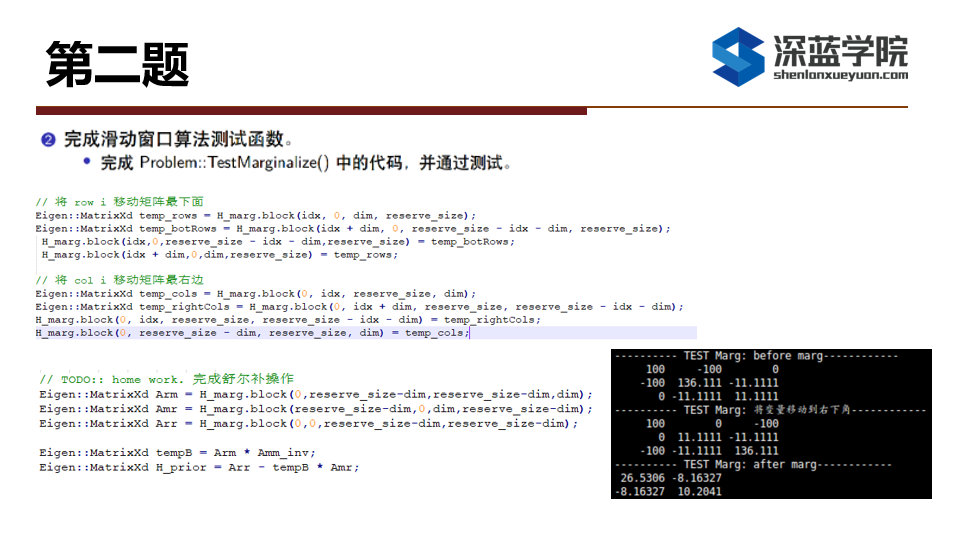 第二题
深蓝学院
shenlanxueyuan.com
2 完成滑动窗口算法测试函数。
• 完成 Problem::TestMarginalize() 中的代码，并通过测试。
// 将 row i 移动矩阵最下面
Eigen::MatrixXd temp_rows = H_marg.block(idx, 0, dim, reserve_size);
Eigen::MatrixXd temp_botRows = H_marg.block(idx + dim, 0, reserve_size - idx - dim, reserve_size);
H_marg.block(idx,0,reserve_size - idx - dim,reserve_size) = temp_botRows;
H_marg.block(idx + dim,0,dim,reserve_size) = temp_rows;
// 将 col i 移动矩阵最右边
Eigen::MatrixXd temp_cols = H_marg.block(0, idx, reserve_size, dim);
Eigen::MatrixXd temp_rightCols = H_marg.block(0, idx + dim, reserve_size, reserve_size - idx - dim);
H_marg.block(0, idx, reserve_size, reserve_size - idx - dim) = temp_rightCols;
H_marg.block(0, reserve_size - dim, reserve_size, dim) = temp_cols;
// TODO:: home work. 完成舒尔补操作
Eigen::MatrixXd Arm = H_marg.block(0,reserve_size-dim,reserve_size-dim,dim);
Eigen::MatrixXd Amr = H_marg.block(reserve_size-dim,0,dim,reserve_size-dim);
Eigen::MatrixXd Arr = H_marg.block(0,0,reserve_size-dim,reserve_size-dim);
Eigen::MatrixXd tempB = Arm * Amm_inv;
Eigen::MatrixXd H_prior = Arr - tempB * Amr;
---------- TEST Marg: before marg------------
100 -100 0
-100 136.111 -11.1111
0 -11.1111 11.1111
---------- TEST Marg: 将变量移动到右下角------------
100 0 -100
0 11.1111 -11.1111
-100 -11.1111 136.111
---------- TEST Marg: after marg------------
26.5306 -8.16327
-8.16327 10.2041